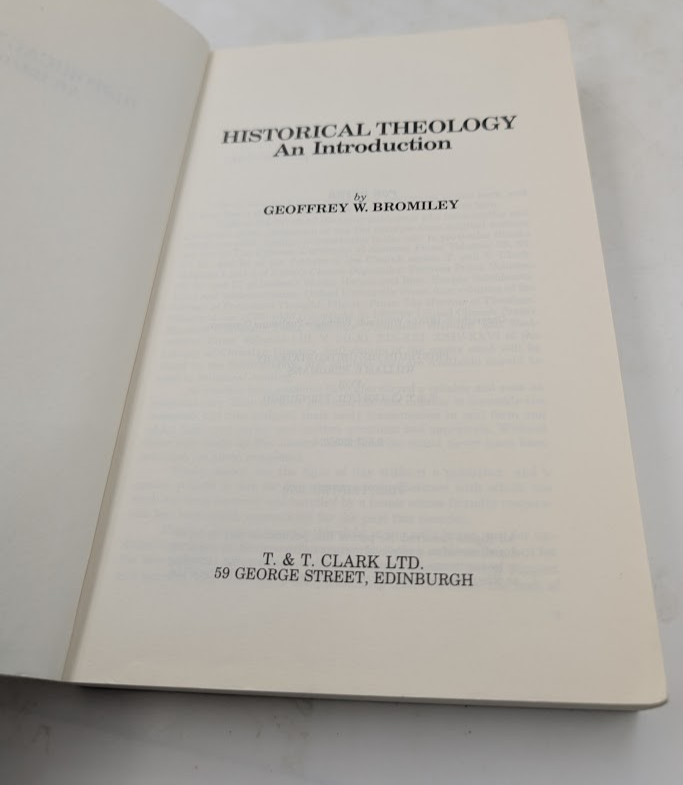 HISTORICAL THEOLOGY
An Introduction
by
GEOFFREY W. BROMILEY
T. & T. CLARK LTD.
59 GEORGE STREET, EDINBURGH